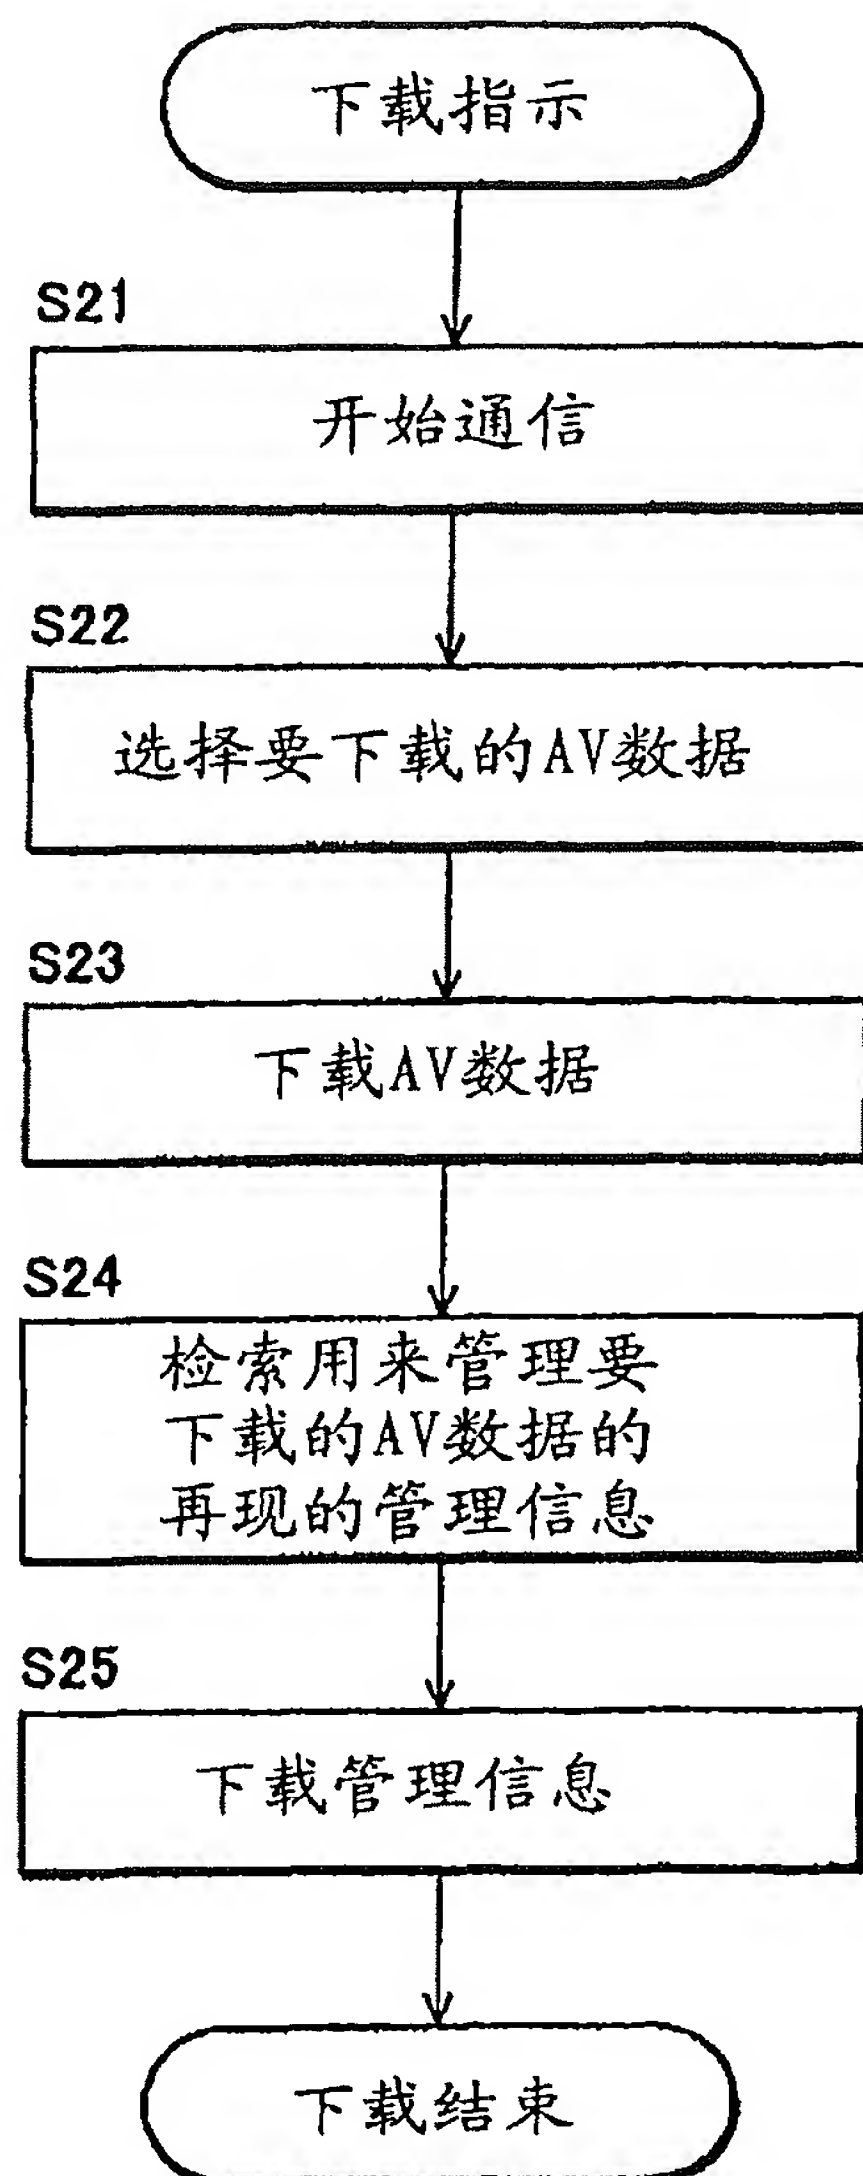 下载指示
S21
开始通信
S22
选择要下载的AV数据
S23
下载AV数据
S24
检索用来管理要
下载的AV数据的
再现的管理信息
S25
下载管理信息
下载结束